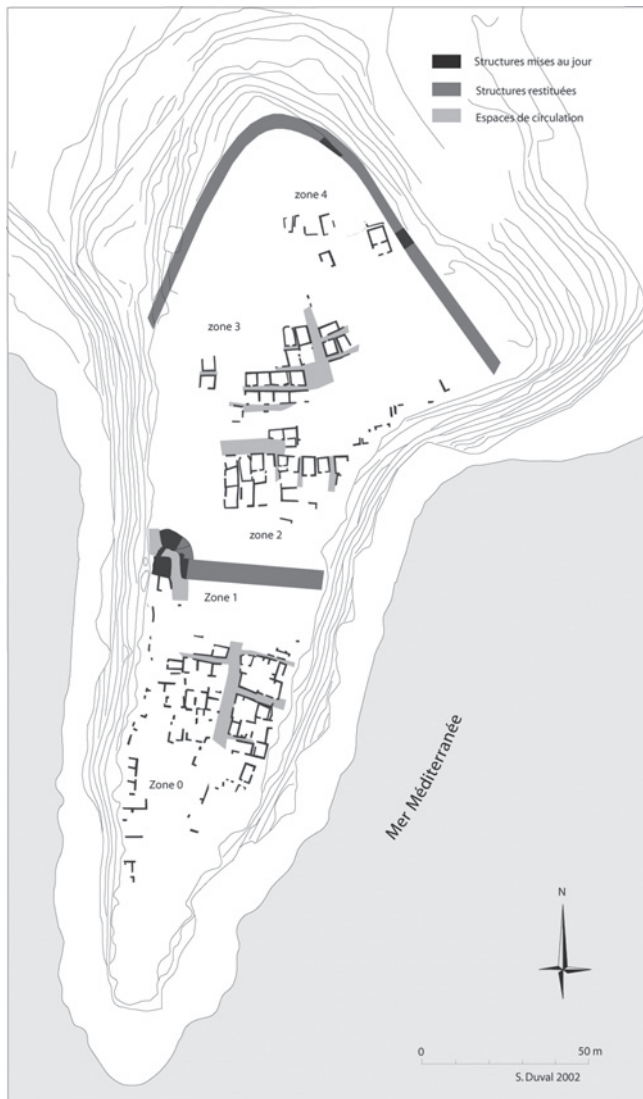 Structures mises au jour
Structures restituées
Espaces de circulation
zone 4
zone 3
zone 2
Zone 1
Zone 0
Mer Méditerranée
N
0 50 m
S. Duval 2002